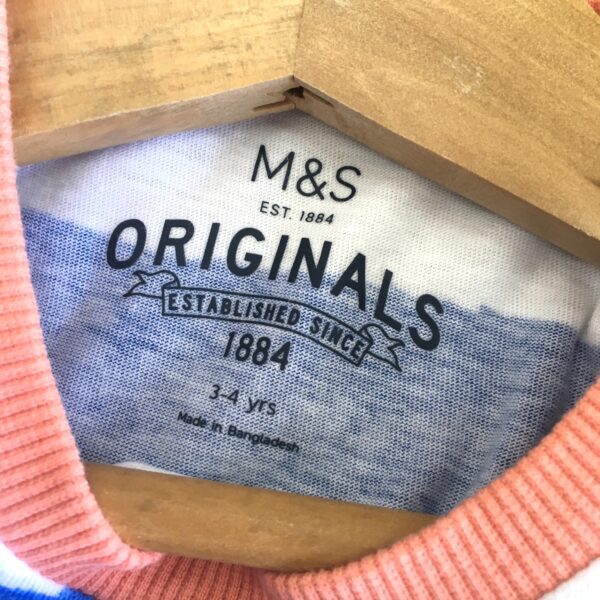 M&S
EST. 1884
ORIGINALS
ESTABLISHED SINCE
1884
3-4 yrs
Made in Bangladesh